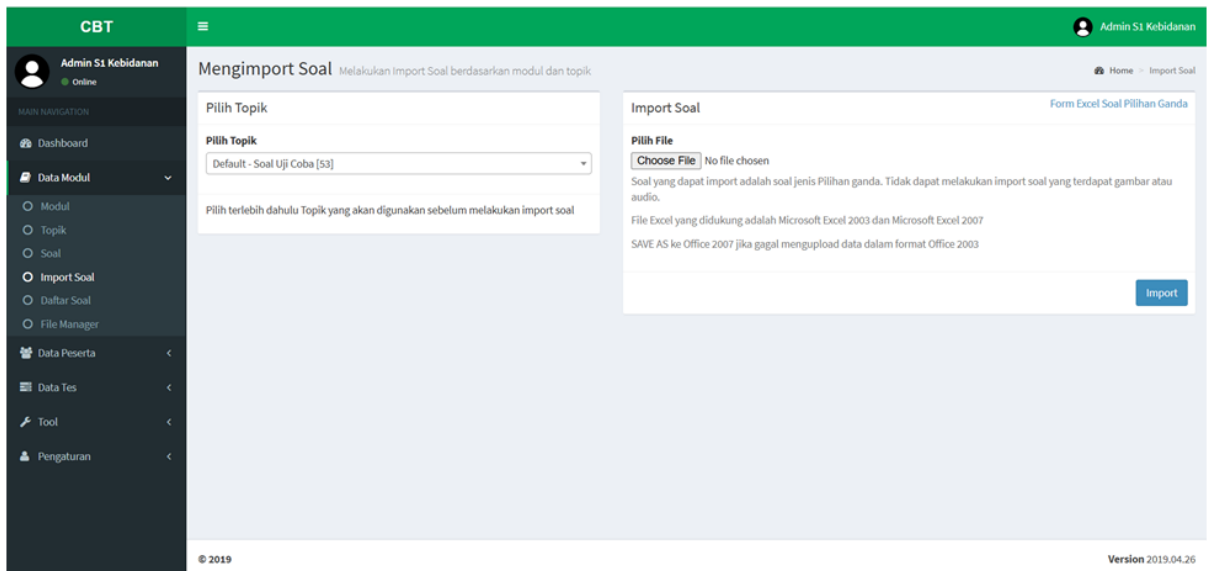 CBT
Admin S1 Kebidanan
Admin S1 Kebidanan
Online
MAIN NAVIGATION
Dashboard
Data Modul
Modul
Topik
Soal
Import Soal
Daftar Soal
File Manager
Data Peserta
Data Tes
Tool
Pengaturan
Mengimport Soal Melakukan Import Soal berdasarkan modul dan topik
Home > Import Soal
Pilih Topik
Pilih Topik
Default - Soal Uji Coba [53]
Pilih terlebih dahulu Topik yang akan digunakan sebelum melakukan import soal
Import Soal
Form Excel Soal Pilihan Ganda
Pilih File
Choose File No file chosen
Soal yang dapat import adalah soal jenis Pilihan ganda. Tidak dapat melakukan import soal yang terdapat gambar atau
audio.
File Excel yang didukung adalah Microsoft Excel 2003 dan Microsoft Excel 2007
SAVE AS ke Office 2007 jika gagal mengupload data dalam format Office 2003
Import
© 2019
Version 2019.04.26